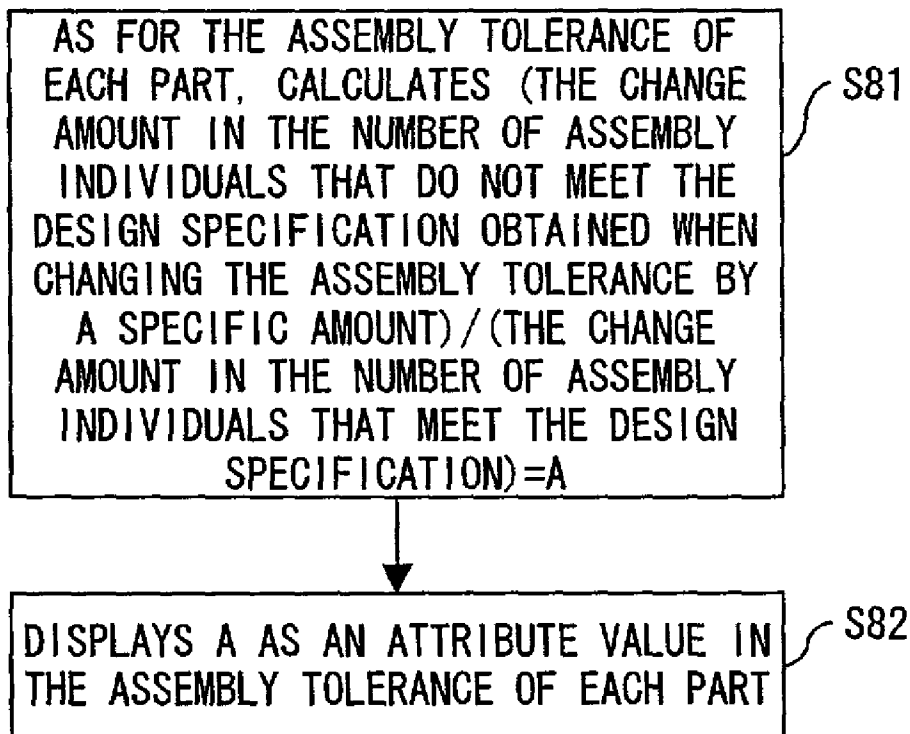 AS FOR THE ASSEMBLY TOLERANCE OF
EACH PART, CALCULATES (THE CHANGE
AMOUNT IN THE NUMBER OF ASSEMBLY
INDIVIDUALS THAT DO NOT MEET THE
DESIGN SPECIFICATION OBTAINED WHEN
CHANGING THE ASSEMBLY TOLERANCE BY
A SPECIFIC AMOUNT)/(THE CHANGE
AMOUNT IN THE NUMBER OF ASSEMBLY
INDIVIDUALS THAT MEET THE DESIGN
SPECIFICATION)=A
S81
DISPLAYS A AS AN ATTRIBUTE VALUE IN
THE ASSEMBLY TOLERANCE OF EACH PART
S82